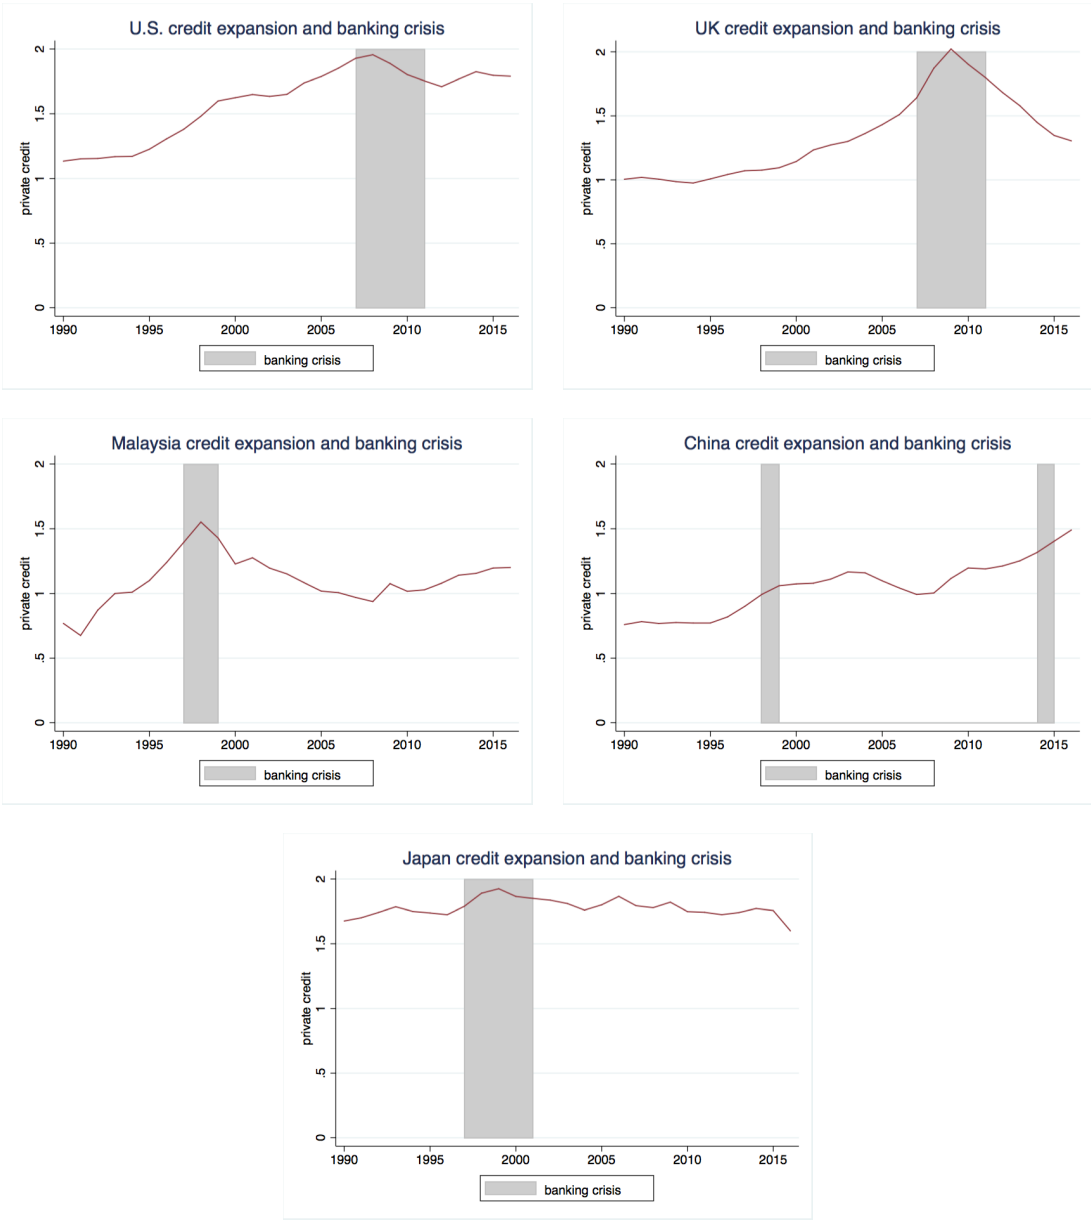 U.S. credit expansion and banking crisis
private credit
2
1.5
1
.5
0
1990 1995 2000 2005 2010 2015
banking crisis
UK credit expansion and banking crisis
private credit
2
1.5
1
.5
0
1990 1995 2000 2005 2010 2015
banking crisis
Malaysia credit expansion and banking crisis
private credit
2
1.5
1
.5
0
1990 1995 2000 2005 2010 2015
banking crisis
China credit expansion and banking crisis
private credit
2
1.5
1
.5
0
1990 1995 2000 2005 2010 2015
banking crisis
Japan credit expansion and banking crisis
private credit
2
1.5
1
.5
0
1990 1995 2000 2005 2010 2015
banking crisis